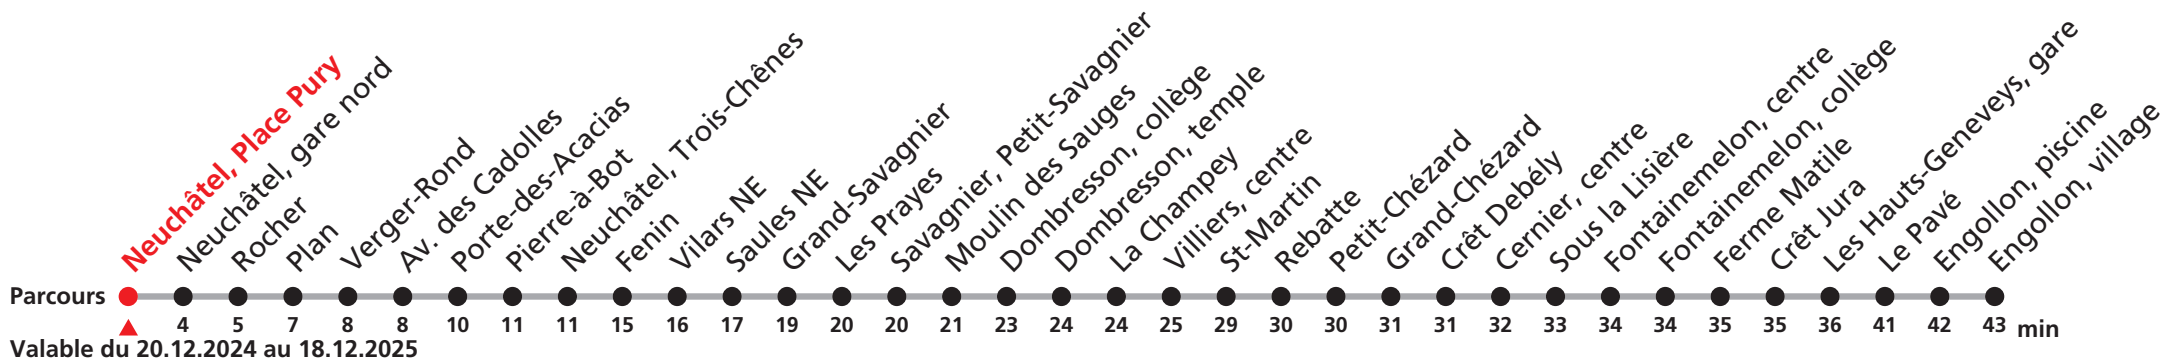 Neuchâtel, Place Pury
Neuchâtel, gare nord
Rocher
Plan
Verger-Rond
Av. des Cadolles
Porte-des-Acacias
Pierre-à-Bot
Neuchâtel, Trois-Chênes
Fenin
Vilars NE
Saules NE
Grand-Savagnier
Les Prayes
Savagnier, Petit-Savagnier
Moulin des Sauges
Dombresson, collège
Dombresson, temple
La Champey
Villiers, centre
St-Martin
Rebatte
Petit-Chézard
Grand-Chézard
Crêt Debély
Cernier, centre
Sous la Lisière
Fontainemelon, centre
Fontainemelon, collège
Ferme Matile
Crêt Jura
Les Hauts-Geneveys, gare
Le Pavé
Engollon, piscine
Engollon, village
Parcours
4 5 7 8 8 10 11 11 15 16 17 19 20 20 21 23 24 24 25 29 30 30 31 31 32 33 34 34 35 35 36 41 42 43 min
Valable du 20.12.2024 au 18.12.2025